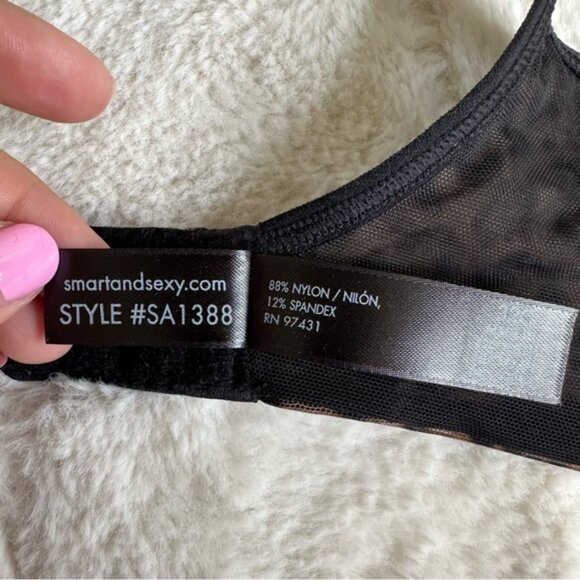 smartandsexy.com
STYLE #SA1388
88% NYLON / NILÓN,
12% SPANDEX
RN 97431